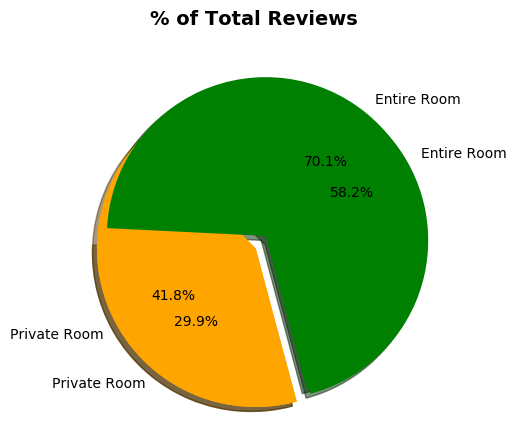 % of Total Reviews
Entire Room
Entire Room
70.1%
58.2%
41.8%
29.9%
Private Room
Private Room